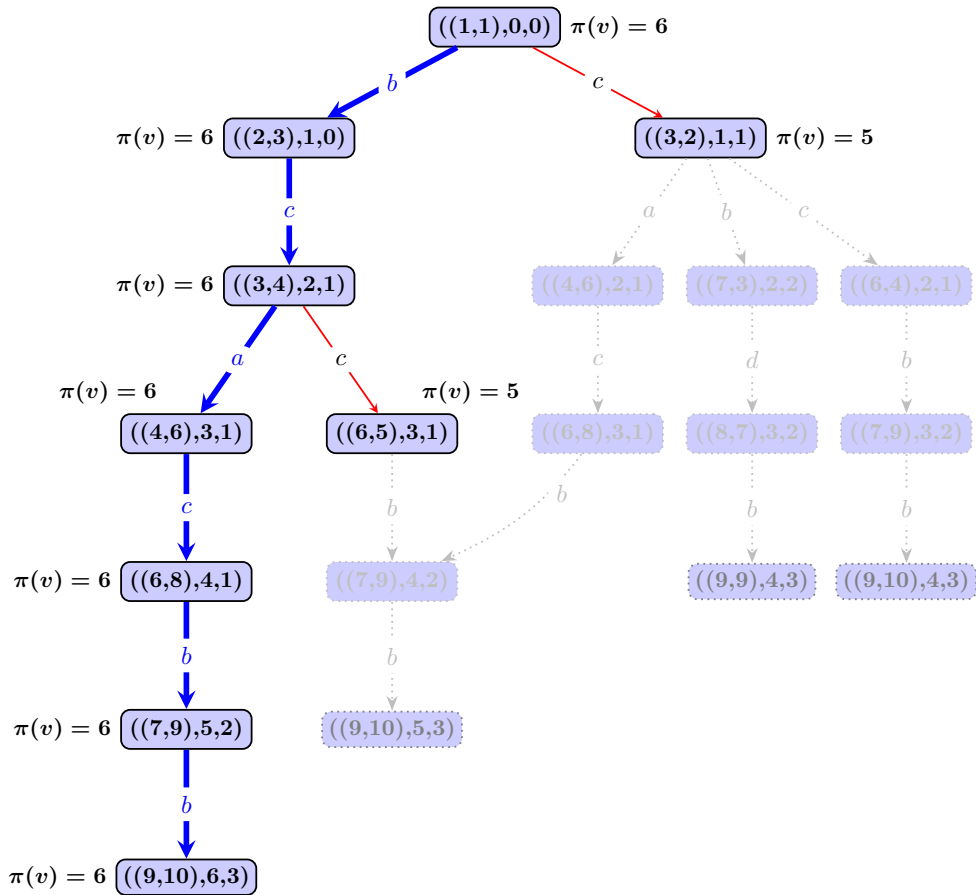 ((1,1),0,0) π(v) = 6
b c
π(v) = 6 ((2,3),1,0) ((3,2),1,1) π(v) = 5
c a b c
π(v) = 6 ((3,4),2,1) ((4,6),2,1) ((7,3),2,2) ((6,4),2,1)
a c c d b
π(v) = 6 π(v) = 5
((4,6),3,1) ((6,5),3,1) ((6,8),3,1) ((8,7),3,2) ((7,9),3,2)
c b b b b
π(v) = 6 ((6,8),4,1) ((7,9),4,2) ((9,9),4,3) ((9,10),4,3)
b b
π(v) = 6 ((7,9),5,2) ((9,10),5,3)
b
π(v) = 6 ((9,10),6,3)